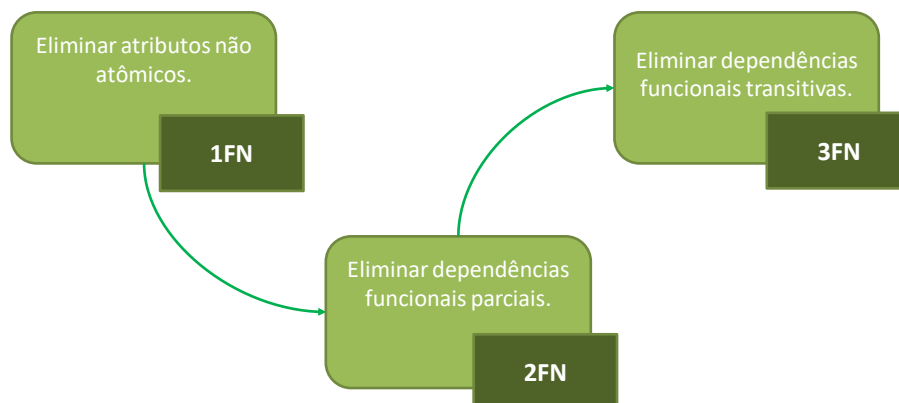 Eliminar atributos não
atômicos.
1FN
Eliminar dependências
funcionais parciais.
2FN
Eliminar dependências
funcionais transitivas.
3FN